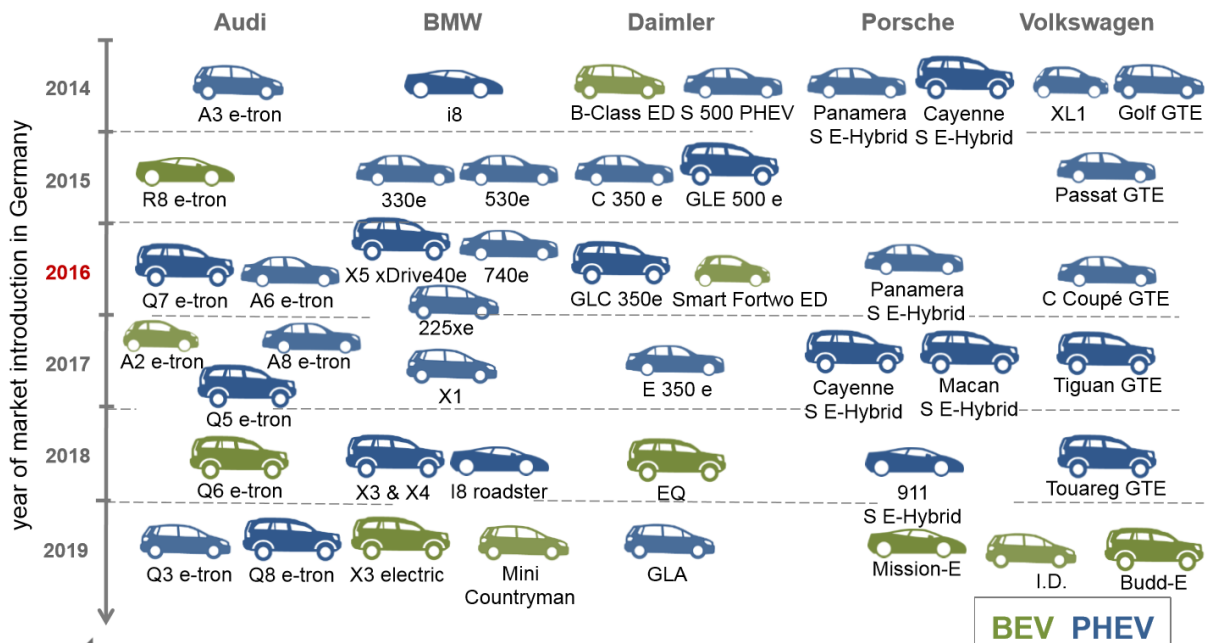 Audi BMW Daimler Porsche Volkswagen
year of market introduction in Germany
2014
A3 e-tron
i8
B-Class ED
S 500 PHEV
Panamera
S E-Hybrid
Cayenne
S E-Hybrid
XL1
Golf GTE
2015
R8 e-tron
330e
530e
C 350 e
GLE 500 e
Passat GTE
2016
Q7 e-tron
A6 e-tron
X5 xDrive40e
740e
225xe
GLC 350e
Smart Fortwo ED
Panamera
S E-Hybrid
C Coupé GTE
2017
A2 e-tron
A8 e-tron
Q5 e-tron
X1
E 350 e
Cayenne
S E-Hybrid
Macan
S E-Hybrid
Tiguan GTE
2018
Q6 e-tron
X3 & X4
I8 roadster
EQ
911
S E-Hybrid
Touareg GTE
2019
Q3 e-tron
Q8 e-tron
X3 electric
Mini
Countryman
GLA
Mission-E
I.D.
Budd-E
BEV PHEV